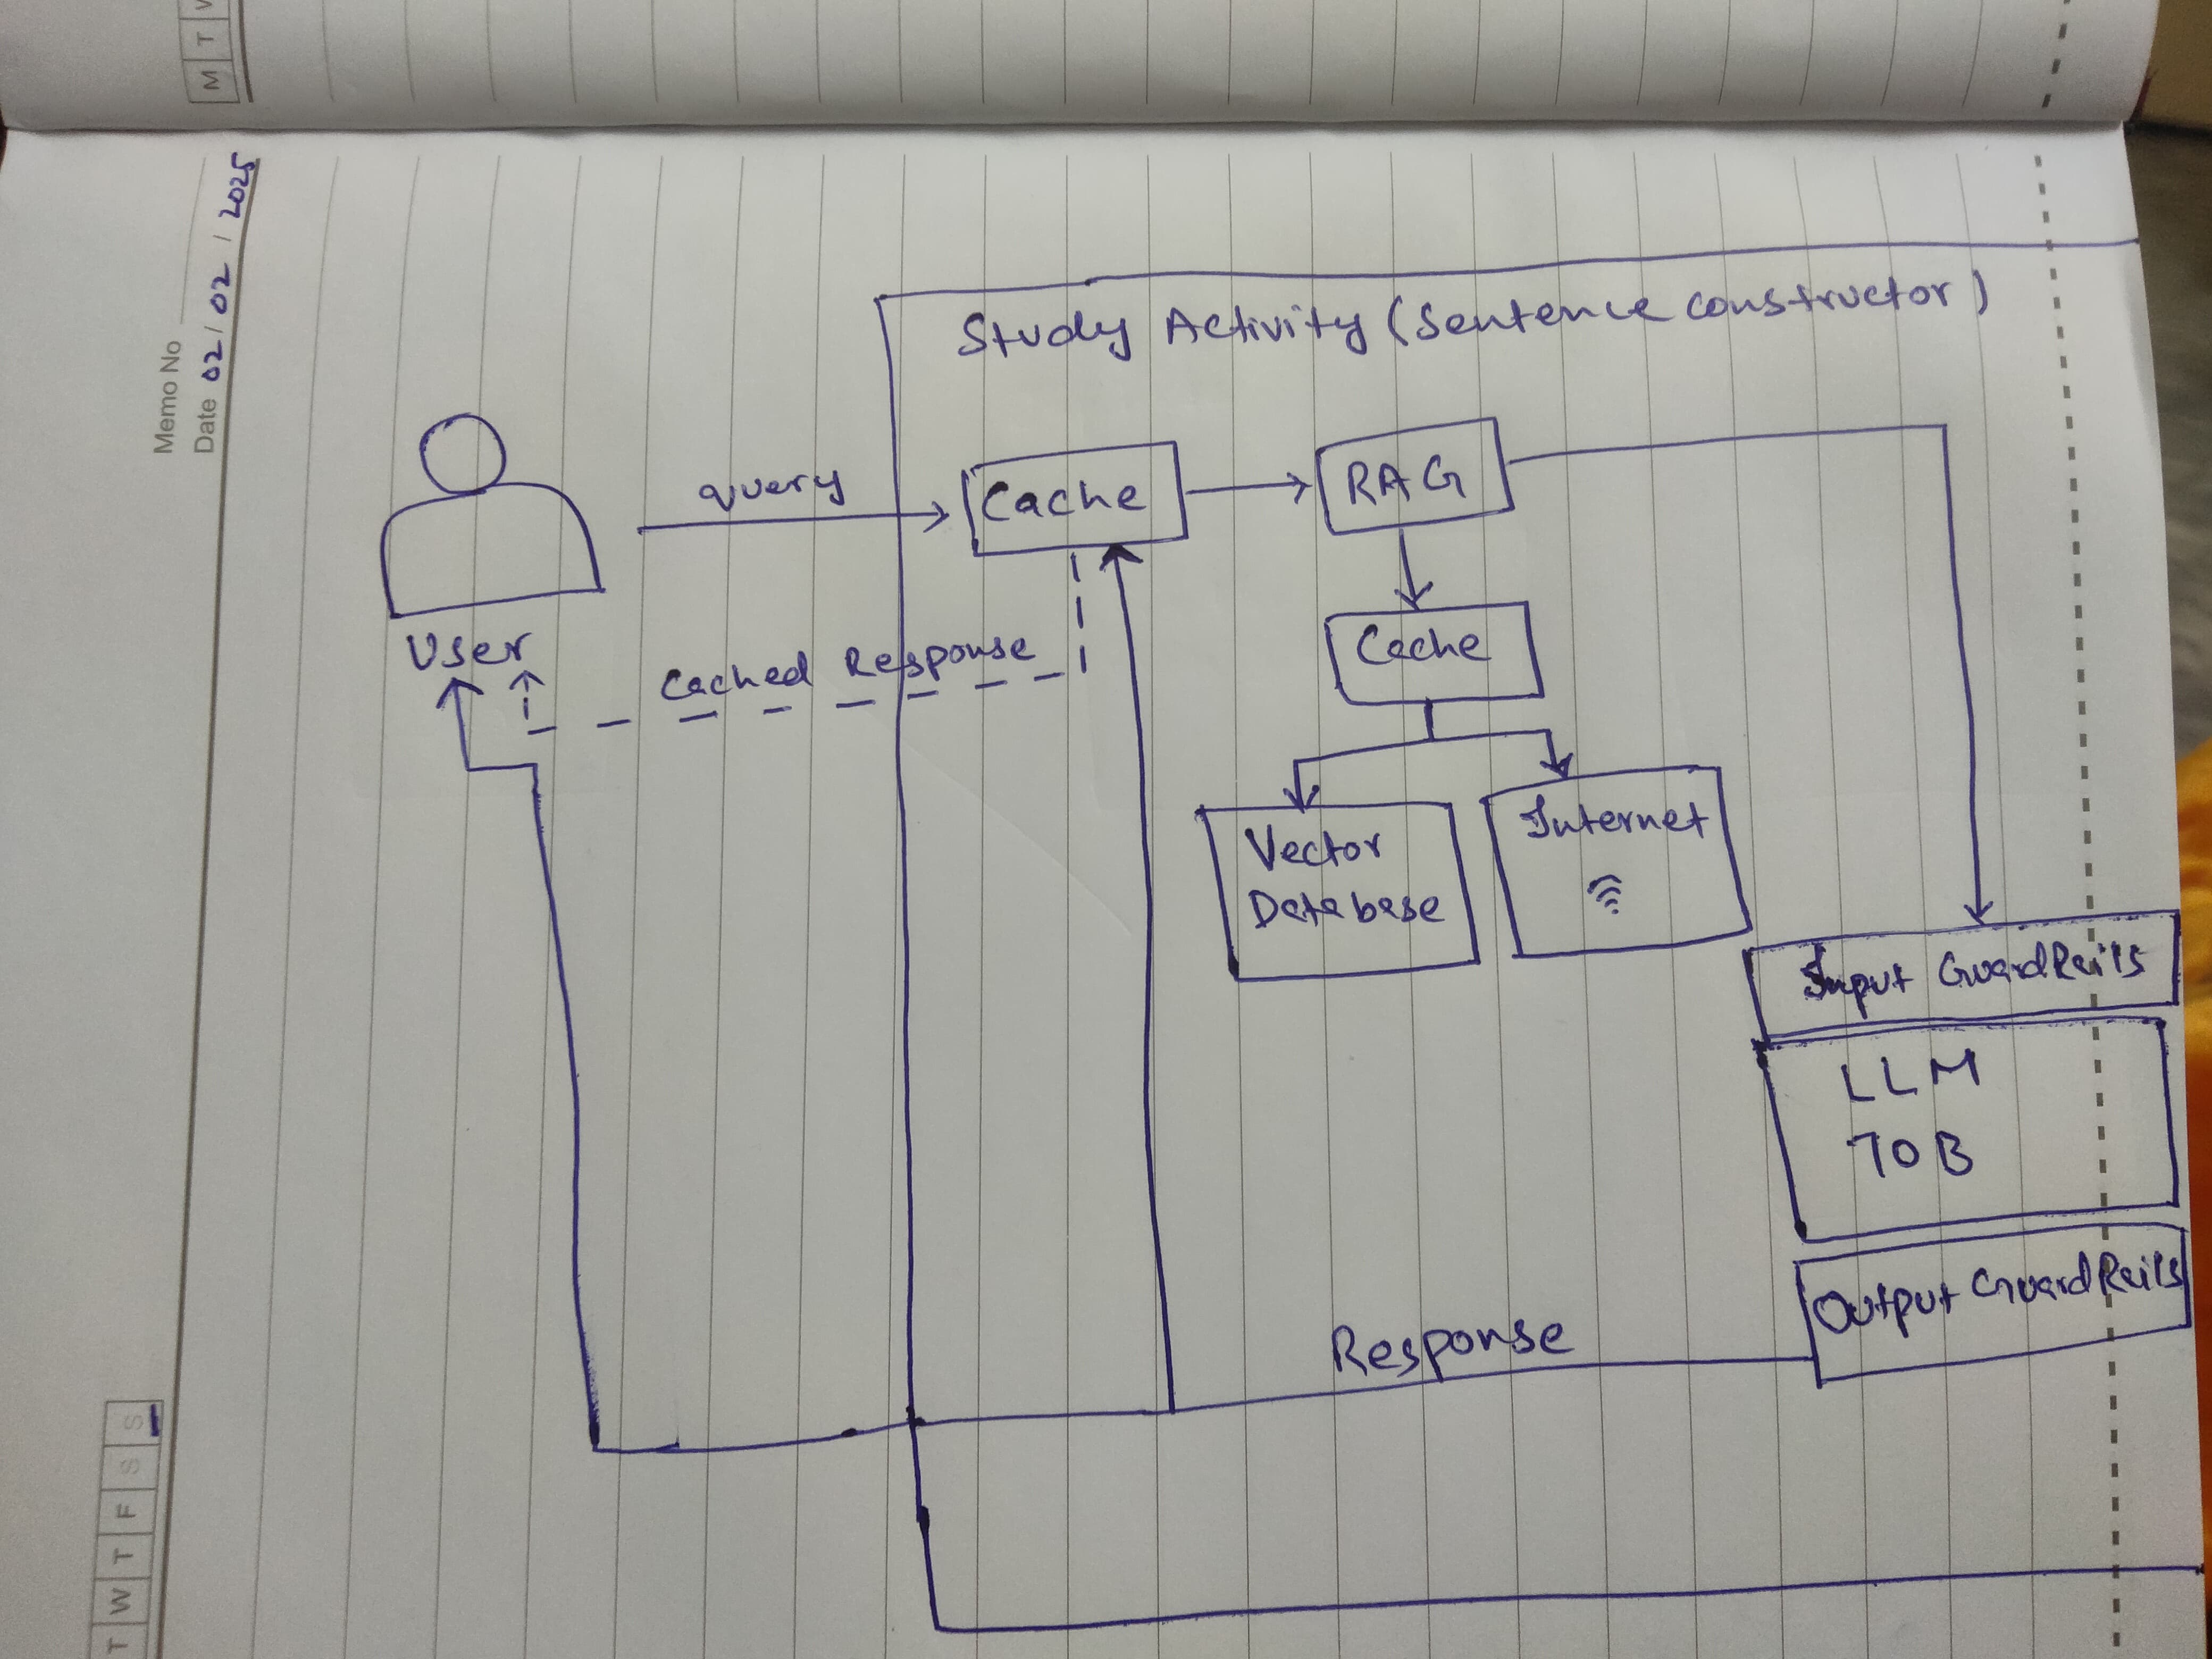 M T
Memo No
Date 02/02/2025
Study Activity (Sentence constructor)
query
Cache
RAG
User
Cached Response
Cache
Vector
Database
Internet
Input GuardRails
LLM
70B
Output GuardRails
Response
T W T F S S